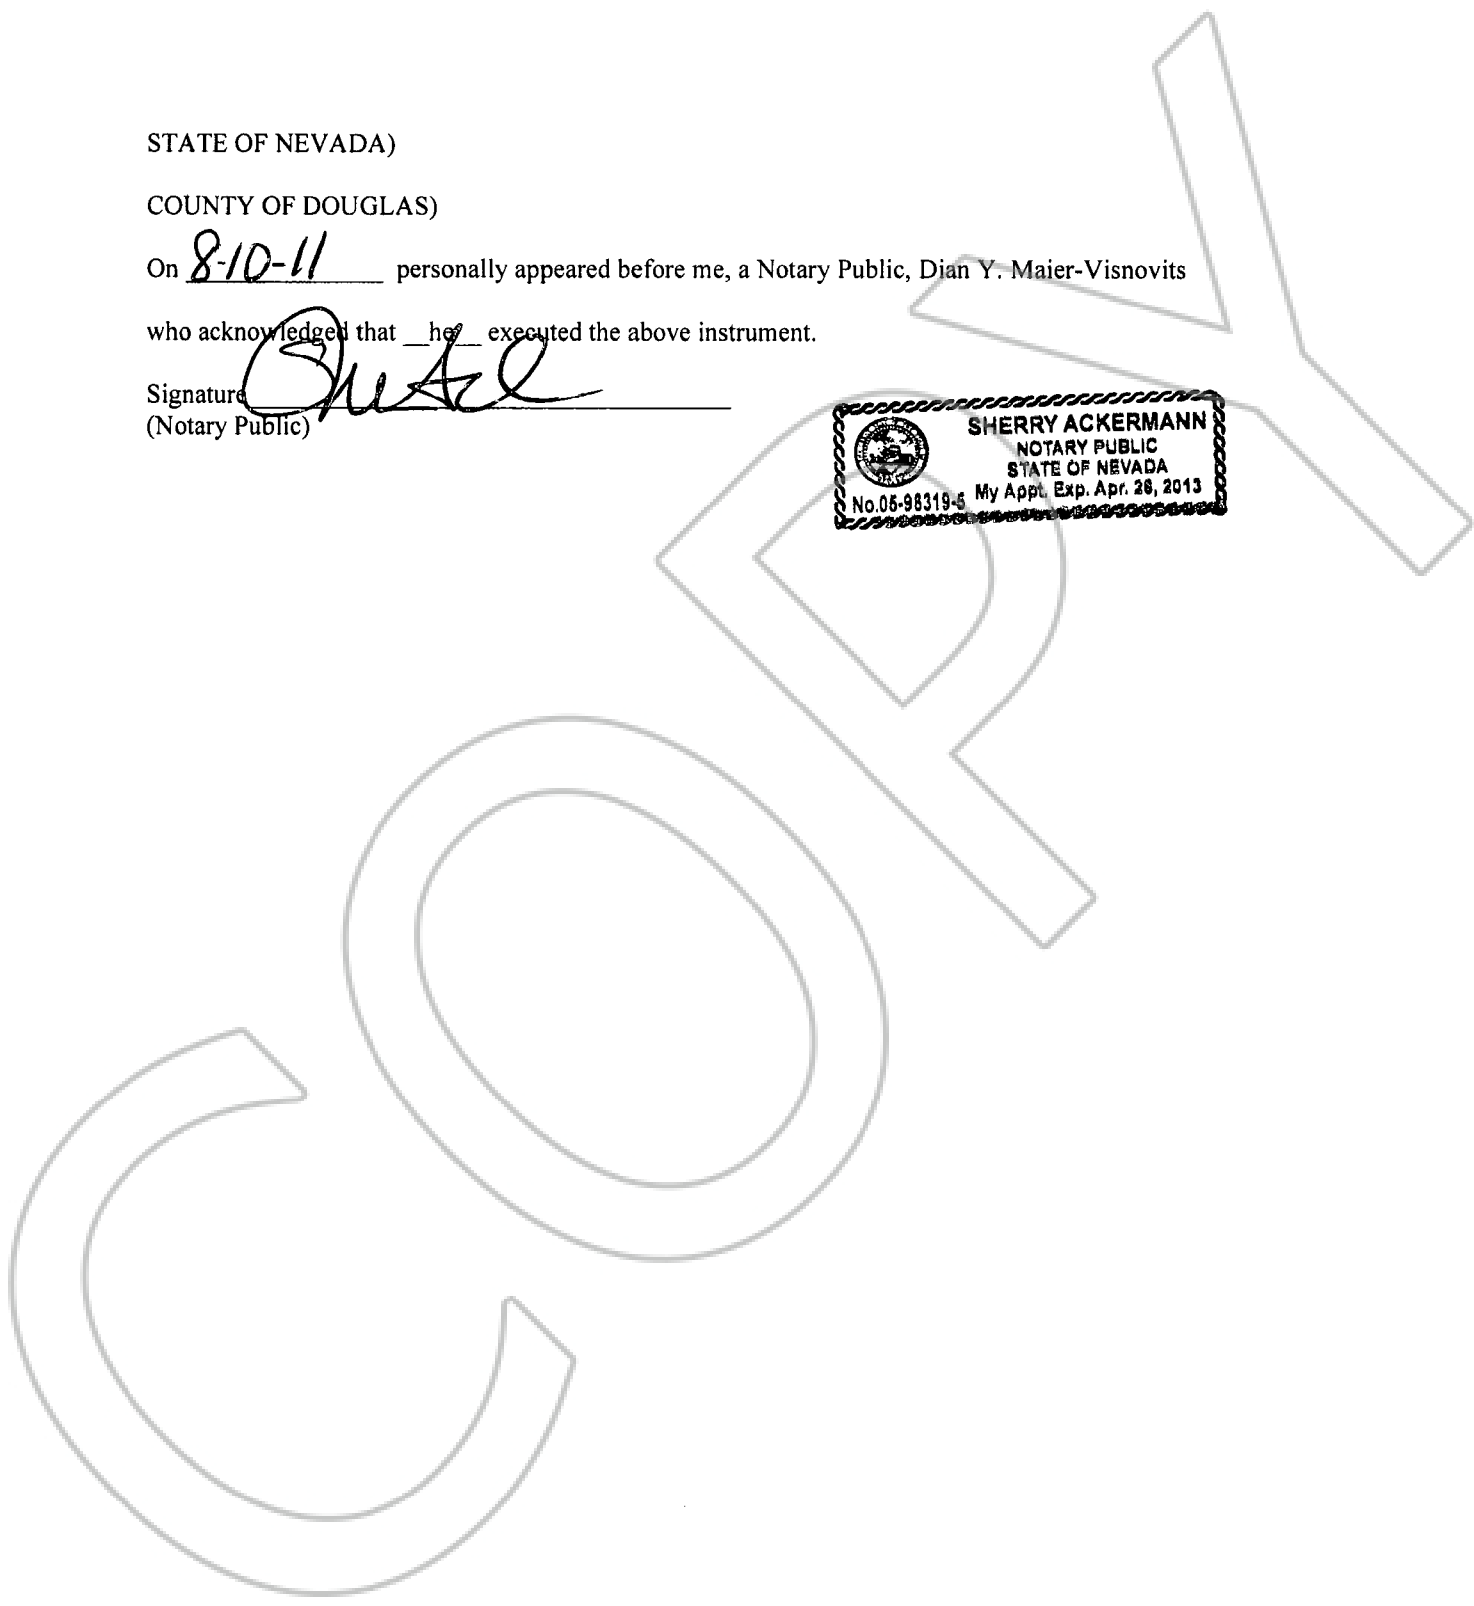 STATE OF NEVADA)
COUNTY OF DOUGLAS)
On 8-10-11 personally appeared before me, a Notary Public, Dian Y. Maier-Visnovits
who acknowledged that __he__ executed the above instrument.
Signature
(Notary Public)
SHERRY ACKERMANN
NOTARY PUBLIC
STATE OF NEVADA
No.05-96319-5 My Appt. Exp. Apr. 26, 2013
COPY